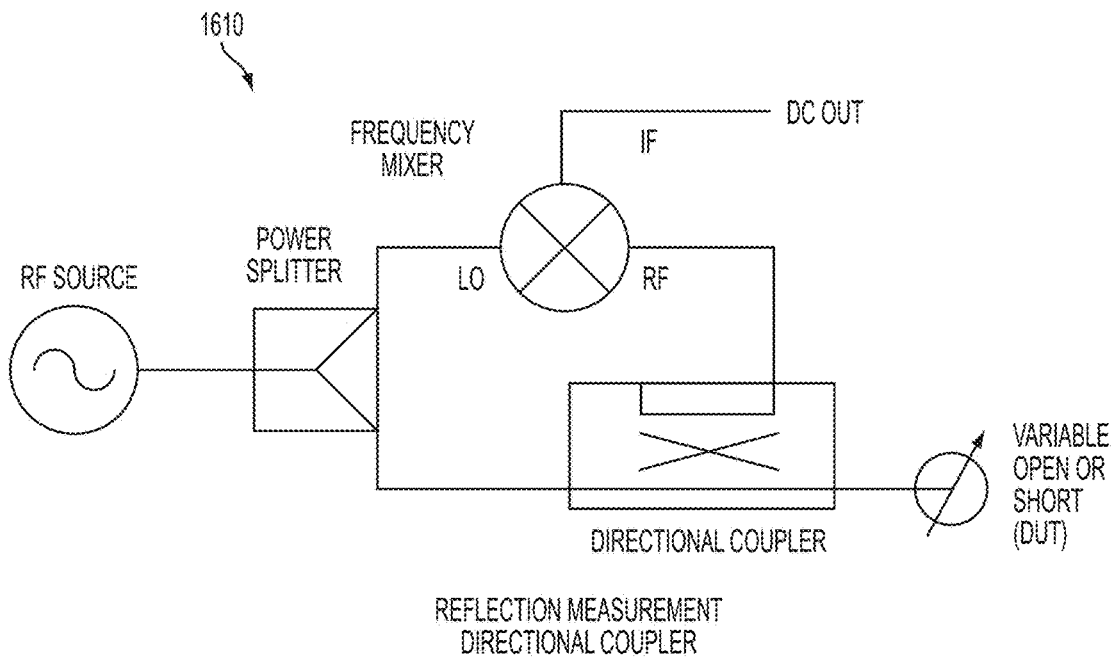 1610
FREQUENCY
MIXER
DC OUT
IF
POWER
SPLITTER
RF SOURCE
LO
RF
VARIABLE
OPEN OR
SHORT
(DUT)
DIRECTIONAL COUPLER
REFLECTION MEASUREMENT
DIRECTIONAL COUPLER